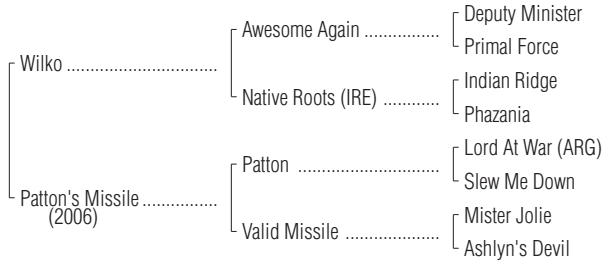 Deputy Minister
Awesome Again ................
Primal Force
Wilko ................................
Indian Ridge
Native Roots (IRE) ............
Phazania
Lord At War (ARG)
Patton ..............................
Slew Me Down
Patton's Missile ................
(2006)
Mister Jolie
Valid Missile ....................
Ashlyn's Devil